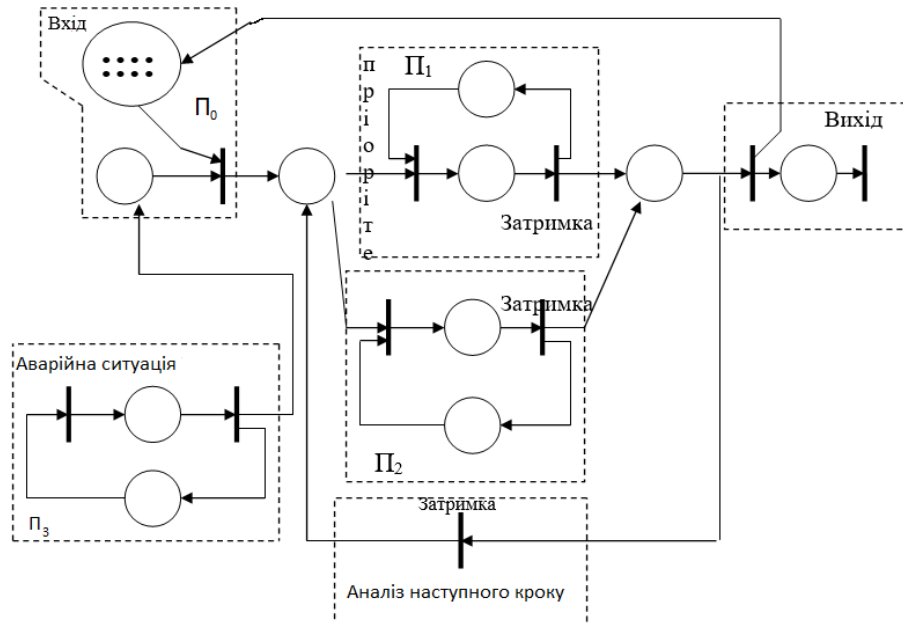 Вхід
П₀
пріоріте
П₁
Затримка
Вихід
Затримка
Аварійна ситуація
П₂
П₃
Затримка
Аналіз наступного кроку